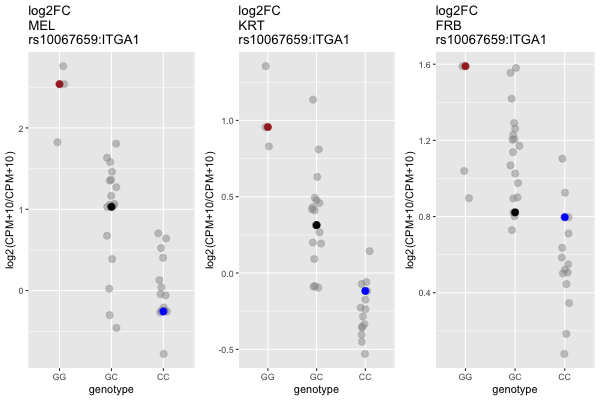 log2FC
MEL
rs10067659:ITGA1
log2(CPM+10/CPM+10)
2
1
0
GG
GC
CC
genotype
log2FC
KRT
rs10067659:ITGA1
log2(CPM+10/CPM+10)
1.0
0.5
0.0
-0.5
GG
GC
CC
genotype
log2FC
FRB
rs10067659:ITGA1
log2(CPM+10/CPM+10)
1.6
1.2
0.8
0.4
GG
GC
CC
genotype